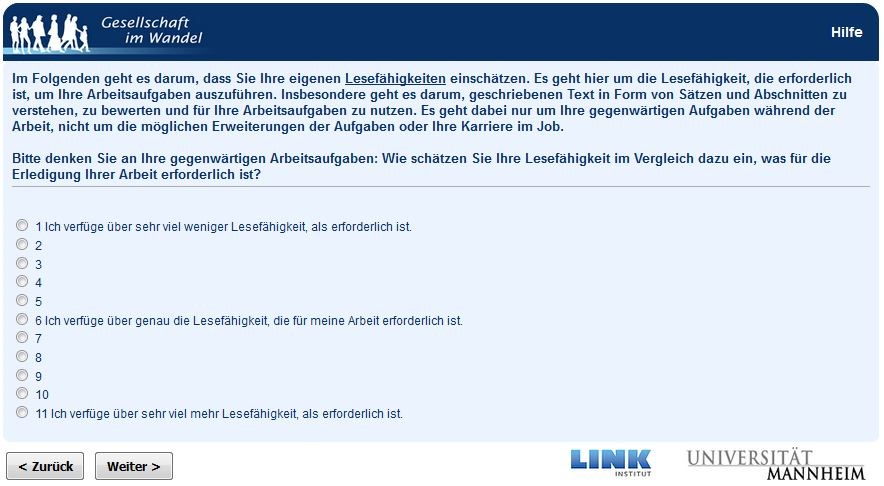 Gesellschaft
im Wandel
Hilfe
Im Folgenden geht es darum, dass Sie Ihre eigenen Lesefähigkeiten einschätzen. Es geht hier um die Lesefähigkeit, die erforderlich
ist, um Ihre Arbeitsaufgaben auszuführen. Insbesondere geht es darum, geschriebenen Text in Form von Sätzen und Abschnitten zu
verstehen, zu bewerten und für Ihre Arbeitsaufgaben zu nutzen. Es geht dabei nur um Ihre gegenwärtigen Aufgaben während der
Arbeit, nicht um die möglichen Erweiterungen der Aufgaben oder Ihre Karriere im Job.
Bitte denken Sie an Ihre gegenwärtigen Arbeitsaufgaben: Wie schätzen Sie Ihre Lesefähigkeit im Vergleich dazu ein, was für die
Erledigung Ihrer Arbeit erforderlich ist?
1 Ich verfüge über sehr viel weniger Lesefähigkeit, als erforderlich ist.
2
3
4
5
6 Ich verfüge über genau die Lesefähigkeit, die für meine Arbeit erforderlich ist.
7
8
9
10
11 Ich verfüge über sehr viel mehr Lesefähigkeit, als erforderlich ist.
< Zurück
Weiter >
LINK
INSTITUT
UNIVERSITÄT
MANNHEIM